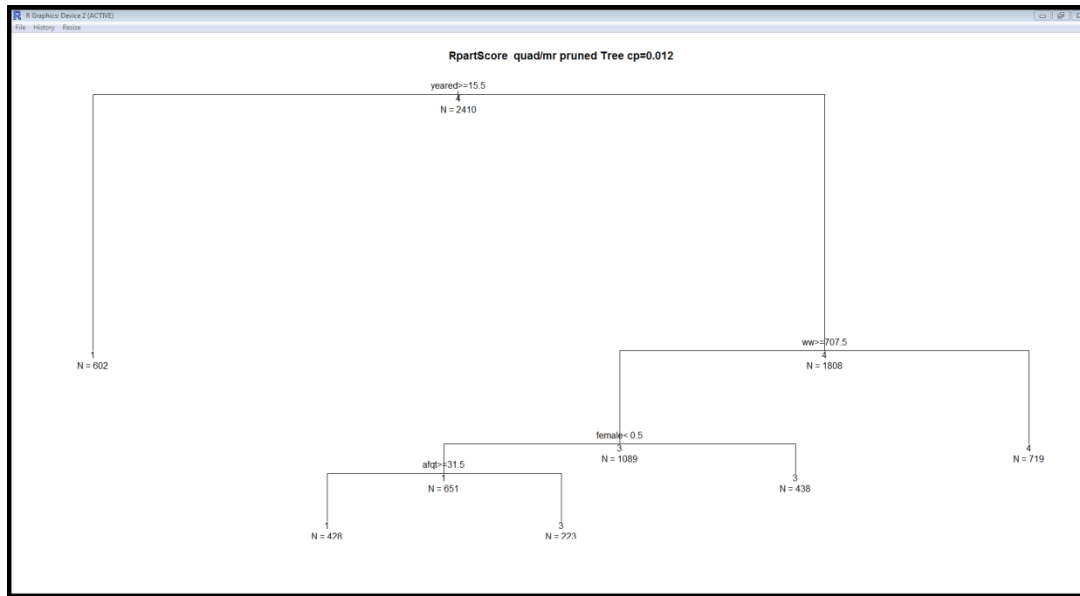 R Graphics: Device 2 (ACTIVE)
File History Resize
RpartScore quad/mr pruned Tree cp=0.012
yeared>=15.5
4
N = 2410
ww>=707.5
1
4
N = 602
N = 1808
female< 0.5
3
4
N = 1089
N = 719
afqt>=31.5
1
3
N = 651
N = 438
1
3
N = 428
N = 223